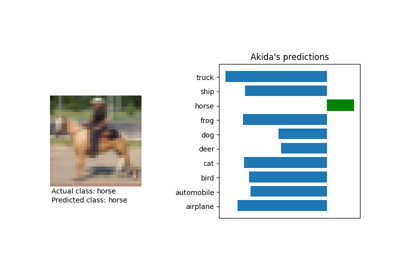 Akida's predictions
truck
ship
horse
frog
dog
deer
cat
bird
automobile
airplane
Actual class: horse
Predicted class: horse